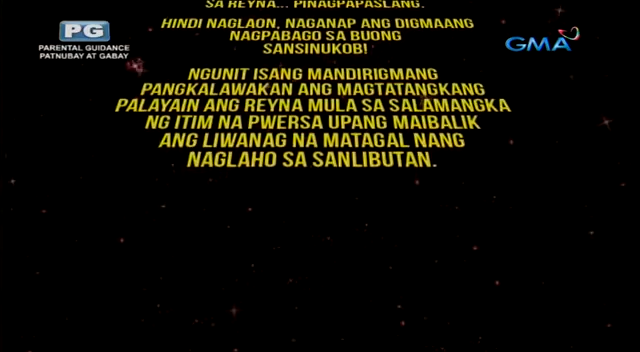 SA REYNA... PINAGPAPASLANG.
HINDI NAGLAON, NAGANAP ANG DIGMAANG
NAGPABAGO SA BUONG
SANSINUKOB!
NGUNIT ISANG MANDIRIGMANG
PANGKALAWAKAN ANG MAGTATANGKANG
PALAYAIN ANG REYNA MULA SA SALAMANGKA
NG ITIM NA PWERSA UPANG MAIBALIK
ANG LIWANAG NA MATAGAL NANG
NAGLAHO SA SANLIBUTAN.
PG
PARENTAL GUIDANCE
PATNUBAY AT GABAY
GMA